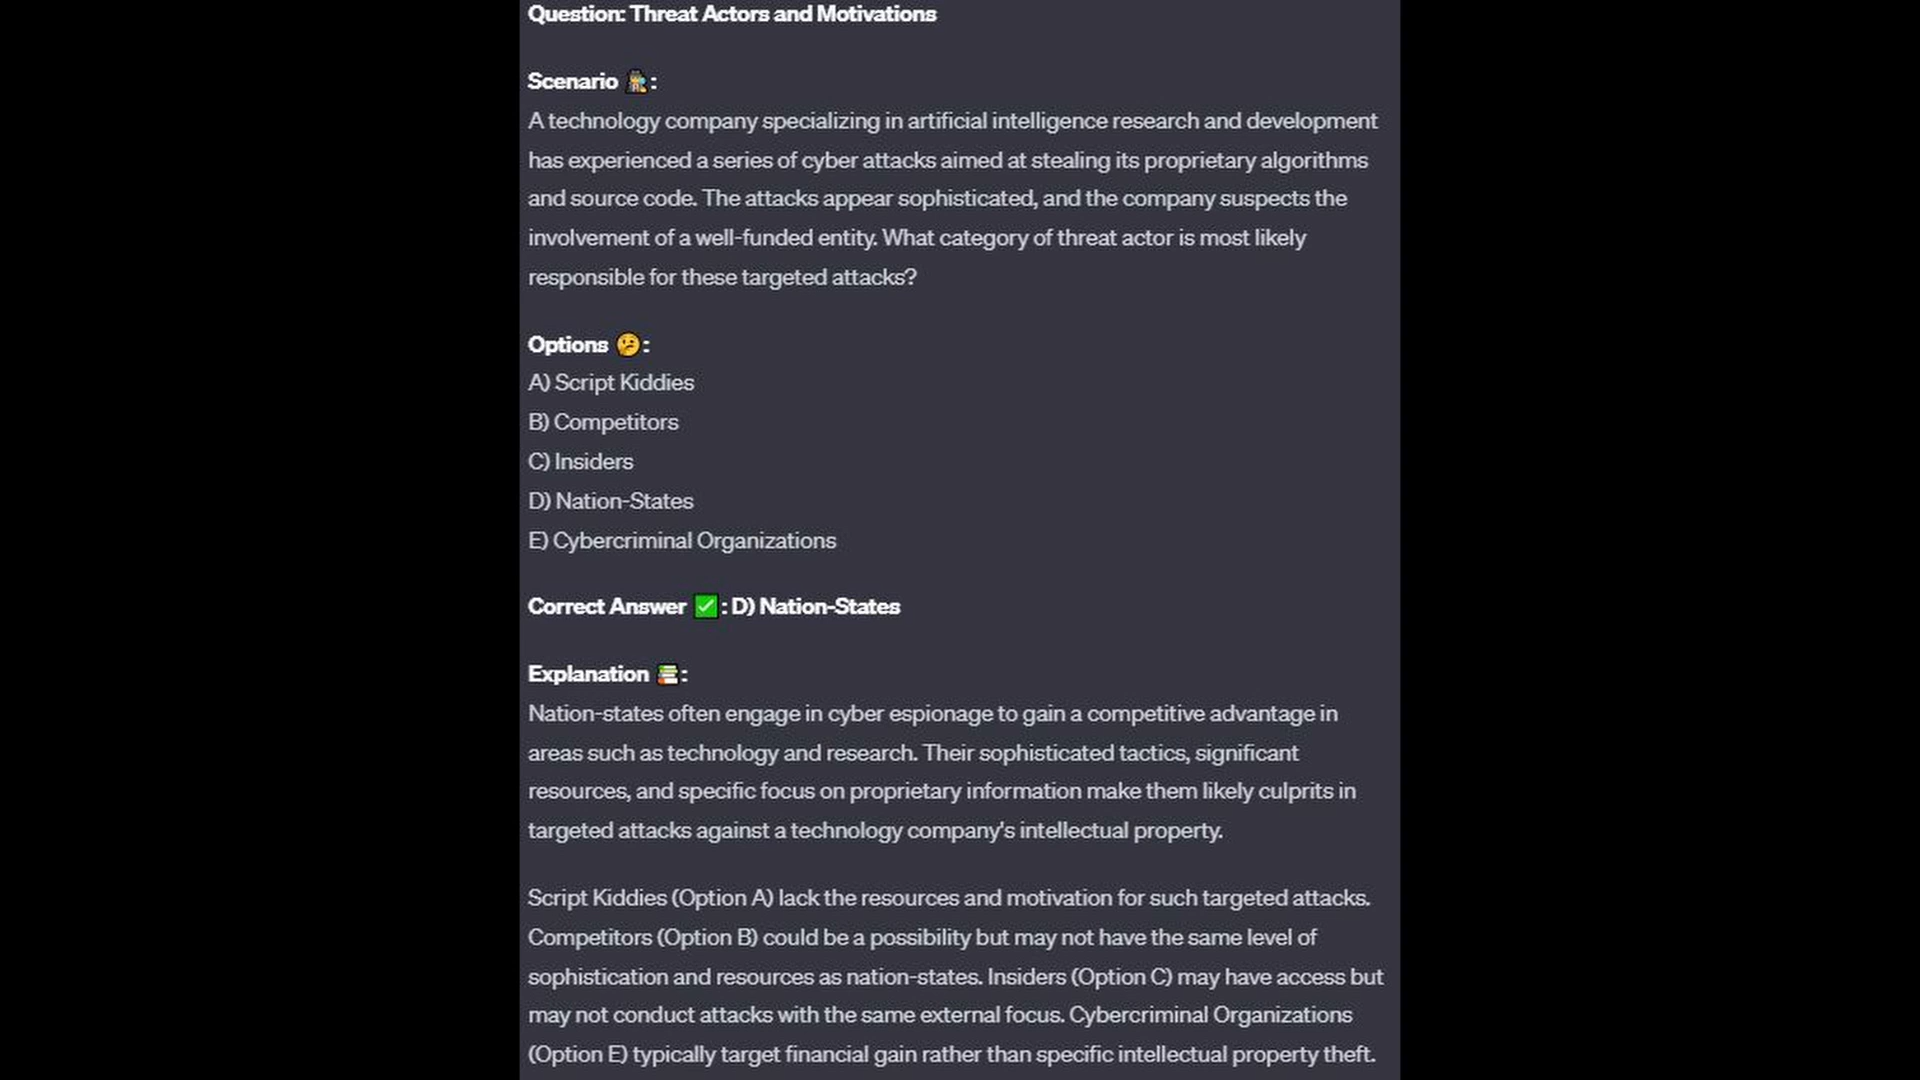 Question: Threat Actors and Motivations
Scenario 🕵️:
A technology company specializing in artificial intelligence research and development
has experienced a series of cyber attacks aimed at stealing its proprietary algorithms
and source code. The attacks appear sophisticated, and the company suspects the
involvement of a well-funded entity. What category of threat actor is most likely
responsible for these targeted attacks?
Options 🤔:
A) Script Kiddies
B) Competitors
C) Insiders
D) Nation-States
E) Cybercriminal Organizations
Correct Answer ✅: D) Nation-States
Explanation 📚:
Nation-states often engage in cyber espionage to gain a competitive advantage in
areas such as technology and research. Their sophisticated tactics, significant
resources, and specific focus on proprietary information make them likely culprits in
targeted attacks against a technology company's intellectual property.
Script Kiddies (Option A) lack the resources and motivation for such targeted attacks.
Competitors (Option B) could be a possibility but may not have the same level of
sophistication and resources as nation-states. Insiders (Option C) may have access but
may not conduct attacks with the same external focus. Cybercriminal Organizations
(Option E) typically target financial gain rather than specific intellectual property theft.